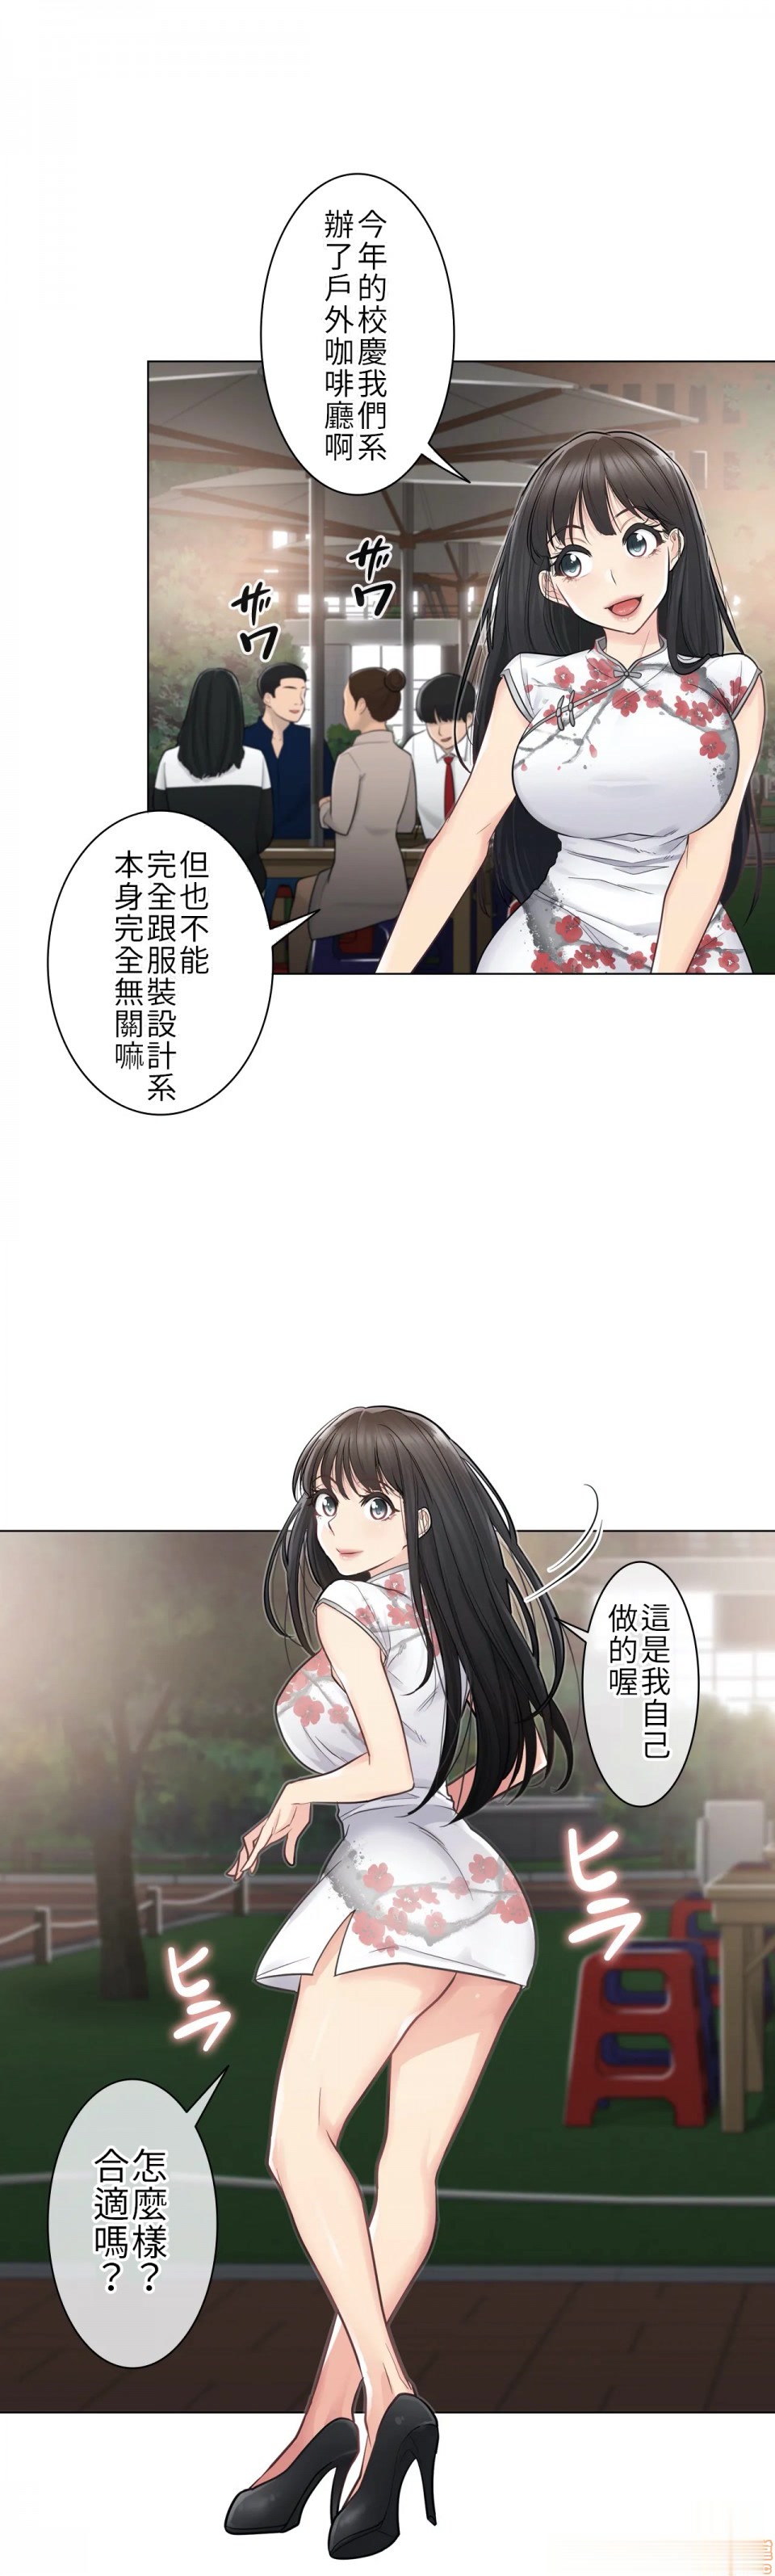 今年的校慶我們系
辦了戶外咖啡廳啊
ザワ
ザワ
但也不能
完全跟服裝設計系
本身完全無關嘛
這是我自己
做的喔
ヒラ
ヒラ
怎麼樣？
合適嗎？